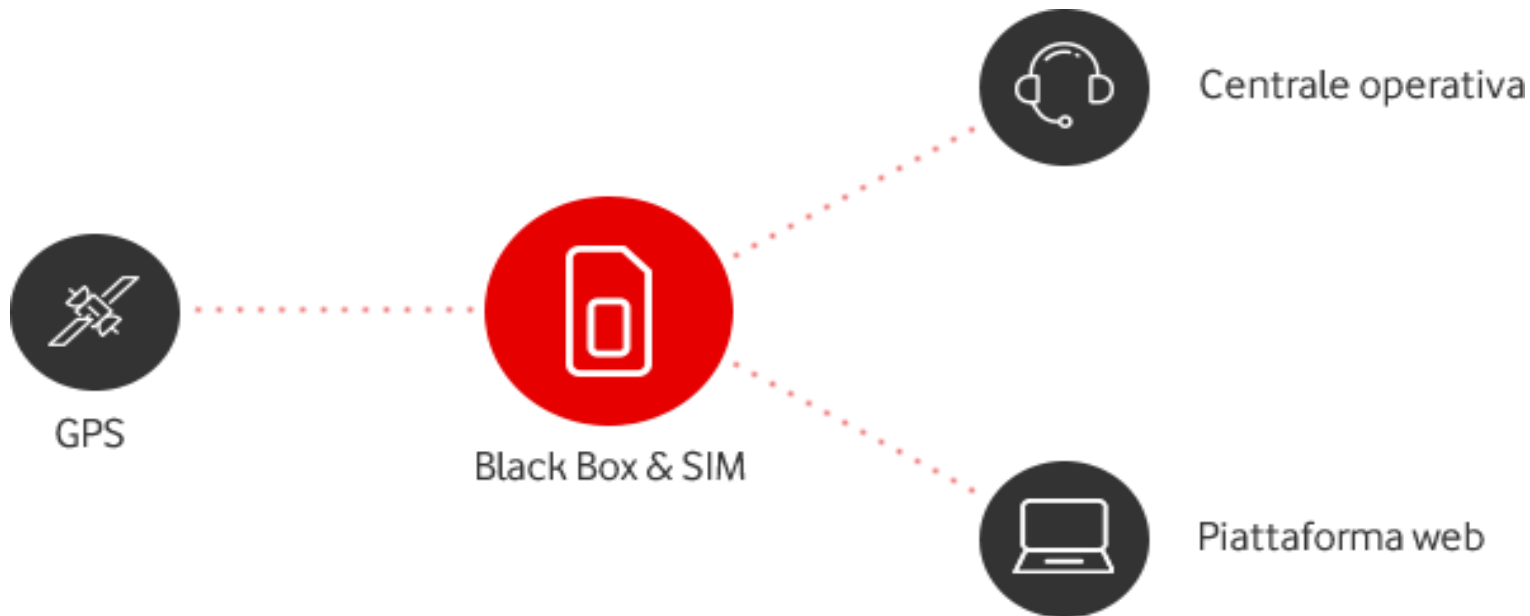 Centrale operativa
GPS
Black Box & SIM
Piattaforma web